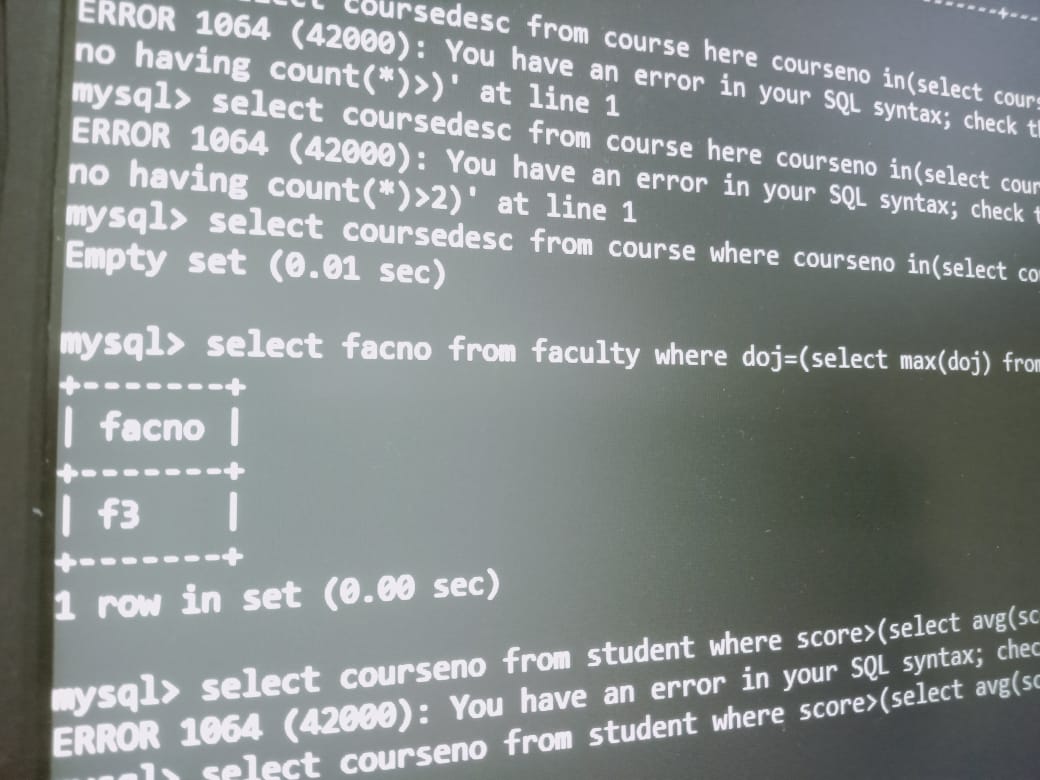 coursedesc from course here courseno in(select cours
ERROR 1064 (42000): You have an error in your SQL syntax; check th
no having count(*)>)' at line 1
mysql> select coursedesc from course here courseno in(select cour
ERROR 1064 (42000): You have an error in your SQL syntax; check t
no having count(*)>2)' at line 1
mysql> select coursedesc from course where courseno in(select co
Empty set (0.01 sec)
mysql> select facno from faculty where doj=(select max(doj) from
+-------+
| facno |
+-------+
| f3    |
+-------+
1 row in set (0.00 sec)
mysql> select courseno from student where score>(select avg(sc
ERROR 1064 (42000): You have an error in your SQL syntax; chec
mysql> select courseno from student where score>(select avg(sc